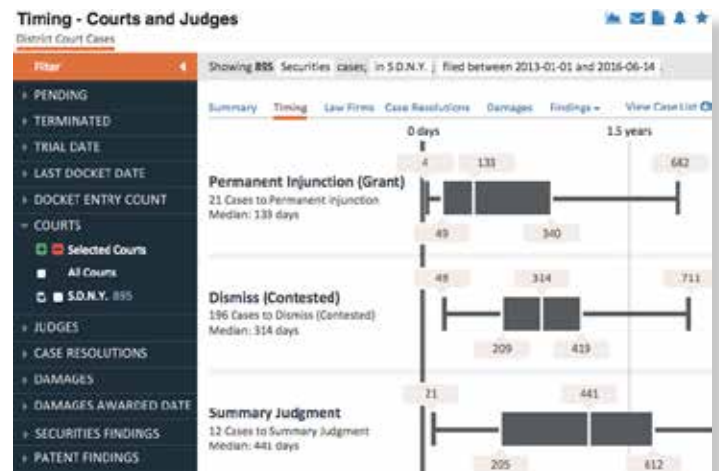 Timing - Courts and Judges
District Court Cases
Filter
Showing 895 Securities cases; in S.D.N.Y. ; filed between 2013-01-01 and 2016-06-14
PENDING
TERMINATED
TRIAL DATE
LAST DOCKET DATE
DOCKET ENTRY COUNT
COURTS
Selected Courts
All Courts
S.D.N.Y. 895
JUDGES
CASE RESOLUTIONS
DAMAGES
DAMAGES AWARDED DATE
SECURITIES FINDINGS
PATENT FINDINGS
Summary Timing Law Firms Case Resolutions Damages Findings View Case List
0 days 1.5 years
Permanent Injunction (Grant)
21 Cases to Permanent injunction
Median: 133 days
4 133 682
49 340
Dismiss (Contested)
196 Cases to Dismiss (Contested)
Median: 314 days
48 314 711
209 419
Summary Judgment
12 Cases to Summary Judgment
Median: 441 days
21 441
205 612